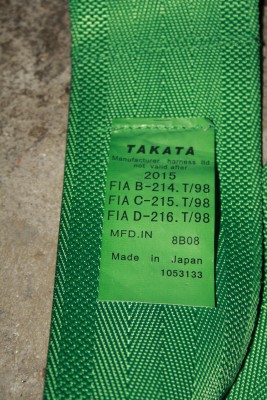 TAKATA
Manufacturer harness ltd
not valid after
2015
FIA B-214.T/98
FIA C-215.T/98
FIA D-216.T/98
MFD.IN 8B08
Made in Japan
1053133